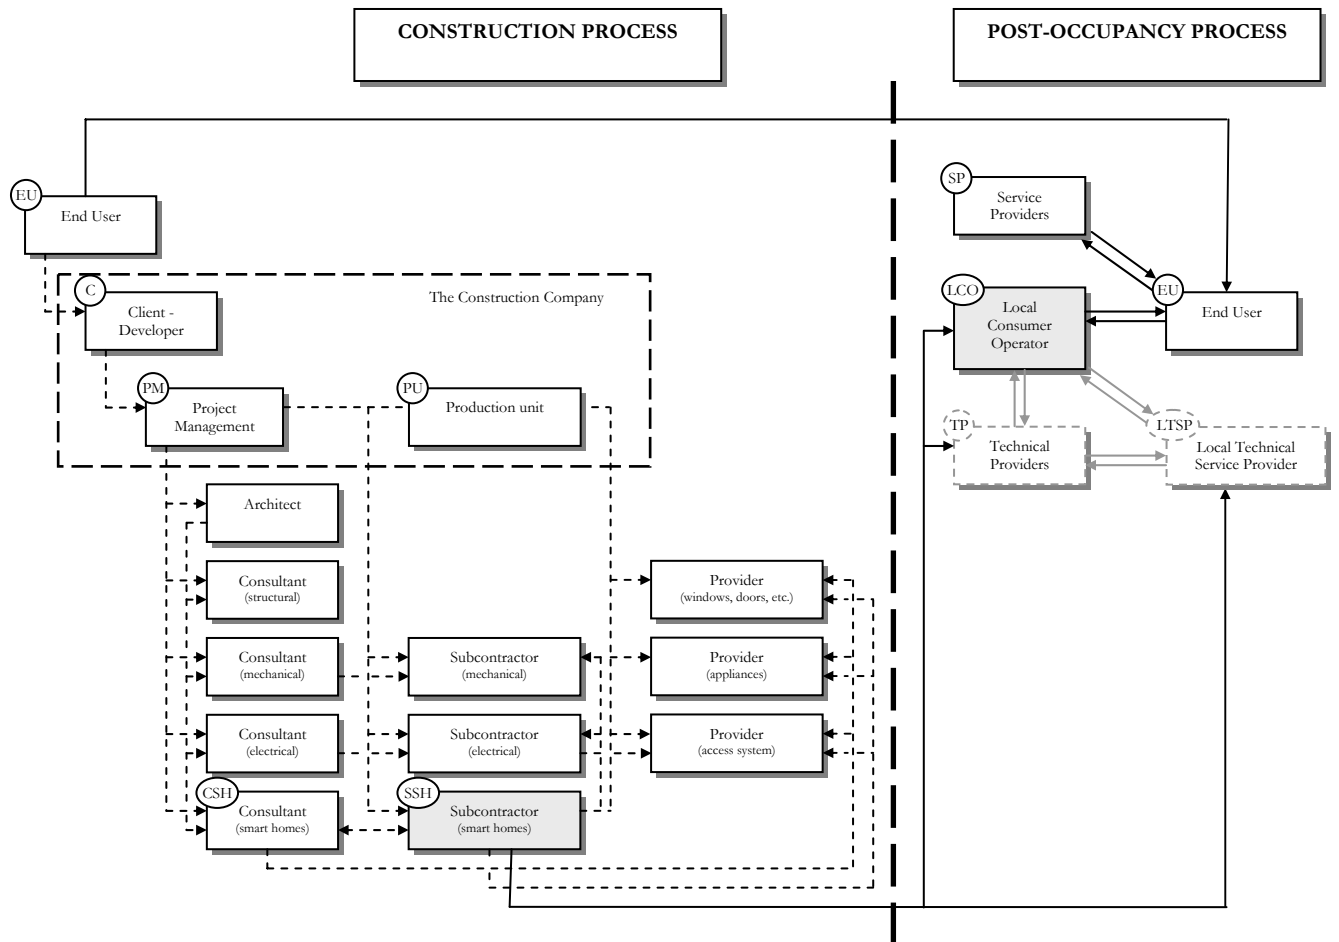 CONSTRUCTION PROCESS
POST-OCCUPANCY PROCESS
EU
End User
C
Client -
Developer
The Construction Company
PM
Project
Management
PU
Production unit
Architect
Consultant
(structural)
Consultant
(mechanical)
Consultant
(electrical)
CSH
Consultant
(smart homes)
Subcontractor
(mechanical)
Subcontractor
(electrical)
SSH
Subcontractor
(smart homes)
Provider
(windows, doors, etc.)
Provider
(appliances)
Provider
(access system)
SP
Service
Providers
LCO
Local
Consumer
Operator
EU
End User
TP
Technical
Providers
LTSP
Local Technical
Service Provider